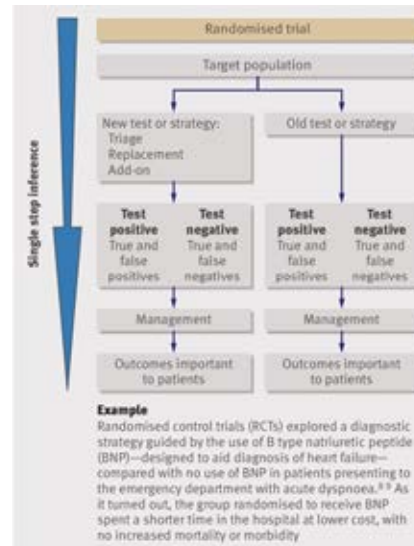 Randomised trial
Target population
Single step inference
New test or strategy:
Triage
Replacement
Add-on
Old test or strategy
Test
positive
True and
false
positives
Test
negative
True and
false
negatives
Test
positive
True and
false
positives
Test
negative
True and
false
negatives
Management
Management
Outcomes important
to patients
Outcomes important
to patients
Example
Randomised control trials (RCTs) explored a diagnostic
strategy guided by the use of B type natriuretic peptide
(BNP)—designed to aid diagnosis of heart failure—
compared with no use of BNP in patients presenting to
the emergency department with acute dyspnoea.⁸ ⁹ As
it turned out, the group randomised to receive BNP
spent a shorter time in the hospital at lower cost, with
no increased mortality or morbidity